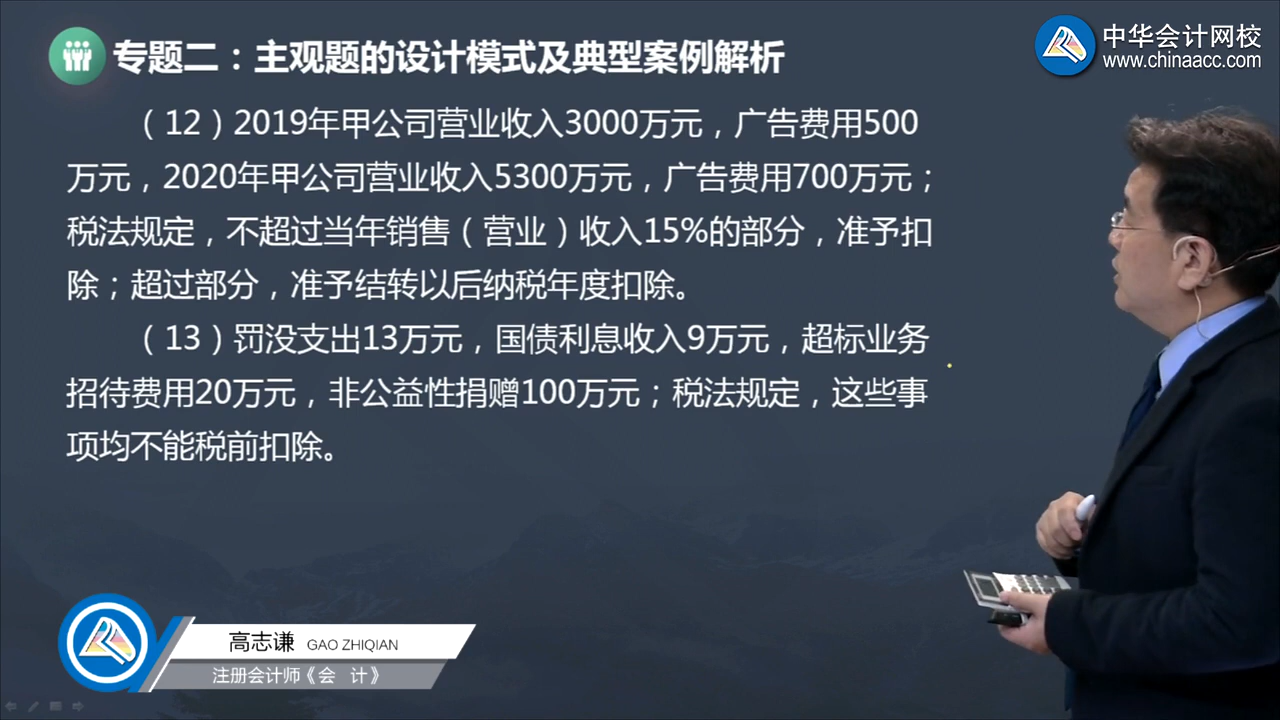 专题二：主观题的设计模式及典型案例解析
中华会计网校
www.chinaacc.com
（12）2019年甲公司营业收入3000万元，广告费用500
万元，2020年甲公司营业收入5300万元，广告费用700万元；
税法规定，不超过当年销售（营业）收入15%的部分，准予扣
除；超过部分，准予结转以后纳税年度扣除。
（13）罚没支出13万元，国债利息收入9万元，超标业务
招待费用20万元，非公益性捐赠100万元；税法规定，这些事
项均不能税前扣除。
高志谦 GAO ZHIQIAN
注册会计师《会 计》